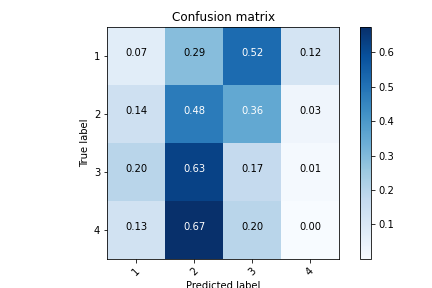 Confusion matrix
True label
1 0.07 0.29 0.52 0.12
2 0.14 0.48 0.36 0.03
3 0.20 0.63 0.17 0.01
4 0.13 0.67 0.20 0.00
1 2 3 4
Predicted label
0.6
0.5
0.4
0.3
0.2
0.1